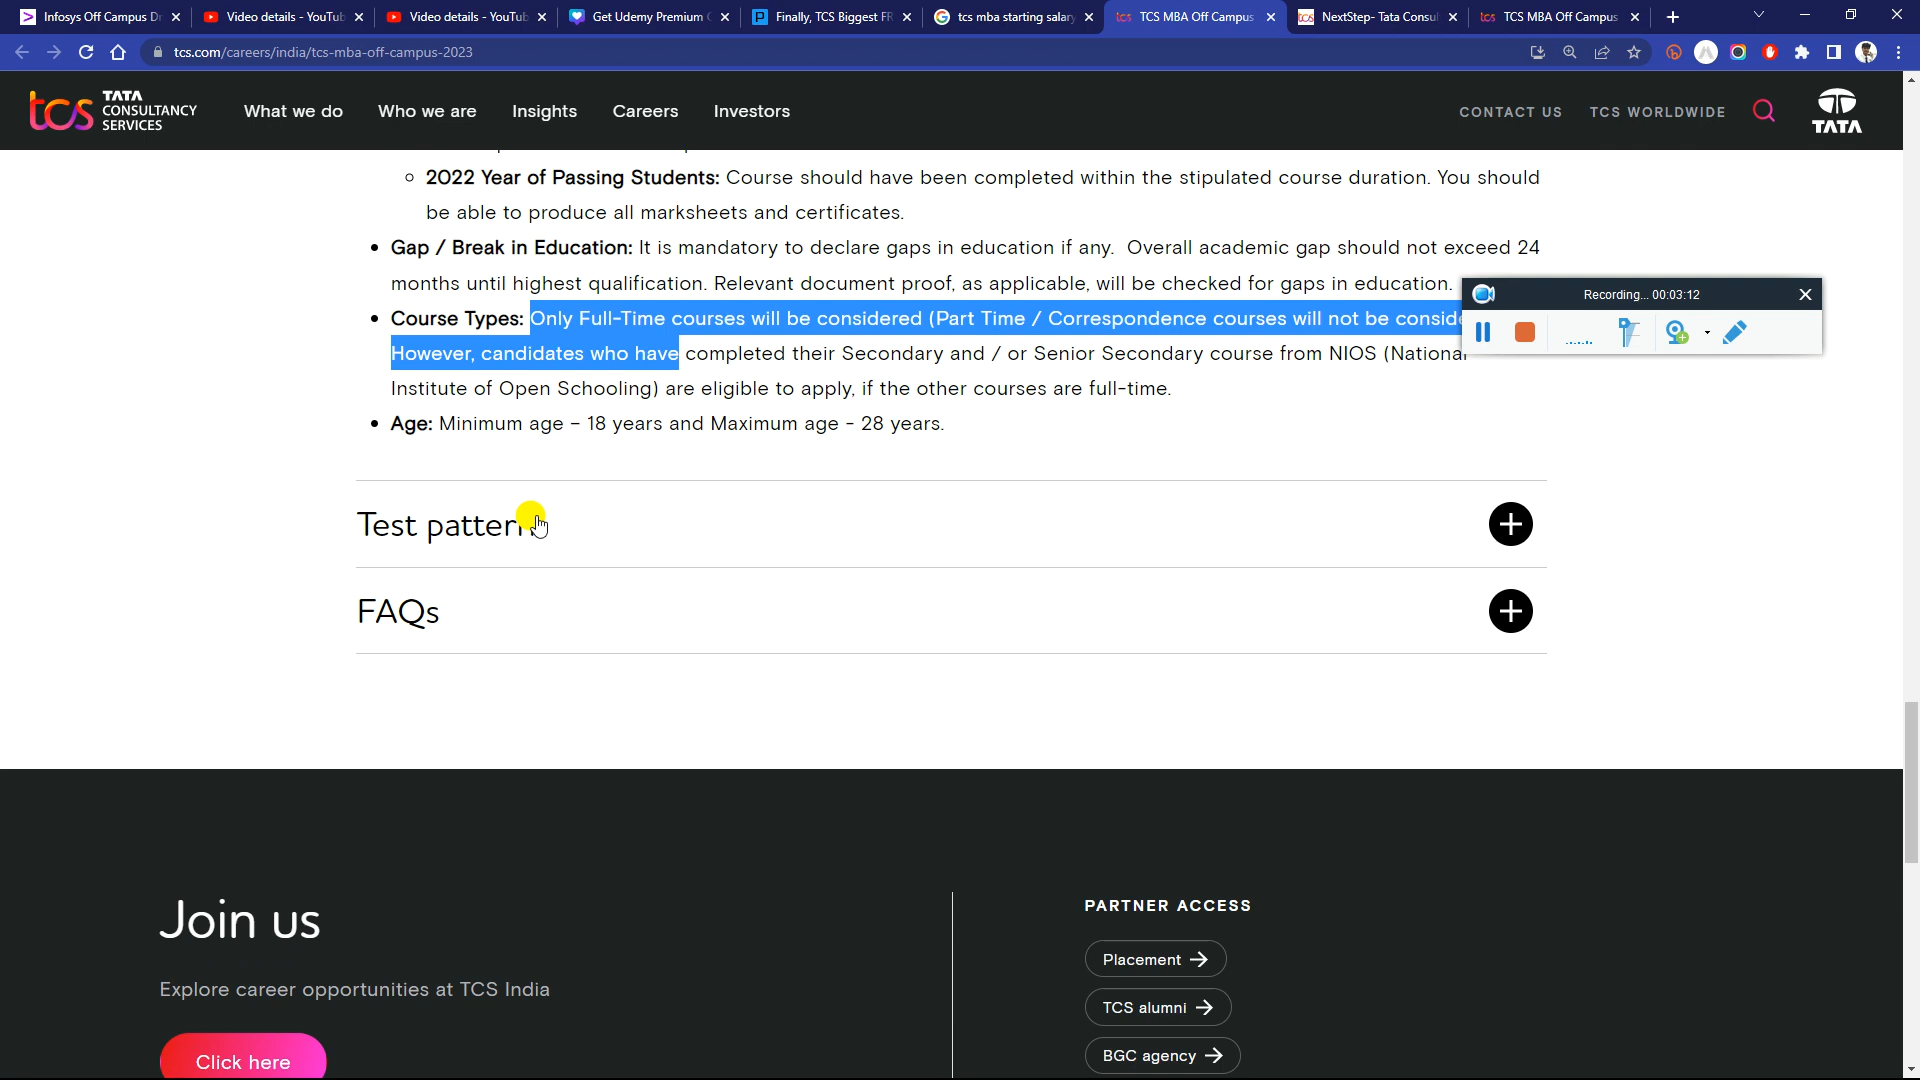 Infosys Off Campus Dr
Video details - YouTub
Video details - YouTub
Get Udemy Premium C
Finally, TCS Biggest FR
tcs mba starting salary
TCS MBA Off Campus
NextStep- Tata Consul
TCS MBA Off Campus
tcs.com/careers/india/tcs-mba-off-campus-2023
tcs TATA CONSULTANCY SERVICES
What we do
Who we are
Insights
Careers
Investors
CONTACT US
TCS WORLDWIDE
TATA
2022 Year of Passing Students: Course should have been completed within the stipulated course duration. You should
be able to produce all marksheets and certificates.
Gap / Break in Education: It is mandatory to declare gaps in education if any. Overall academic gap should not exceed 24
months until highest qualification. Relevant document proof, as applicable, will be checked for gaps in education.
Recording... 00:03:12
Course Types: Only Full-Time courses will be considered (Part Time / Correspondence courses will not be conside
However, candidates who have completed their Secondary and / or Senior Secondary course from NIOS (National
Institute of Open Schooling) are eligible to apply, if the other courses are full-time.
Age: Minimum age – 18 years and Maximum age - 28 years.
Test pattern
FAQs
Join us
Explore career opportunities at TCS India
Click here
PARTNER ACCESS
Placement
TCS alumni
BGC agency